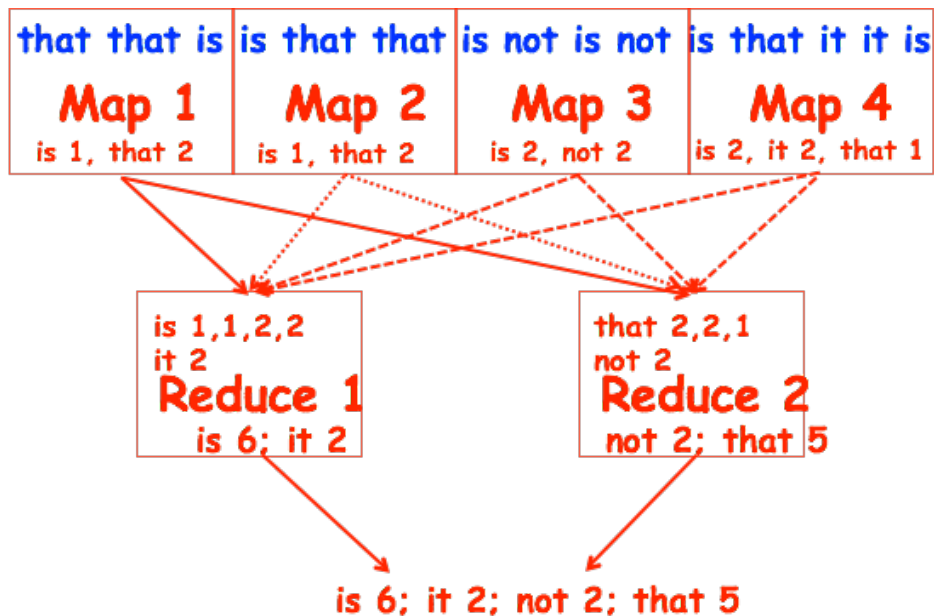 that that is
is that that
is not is not
is that it it is
Map 1
Map 2
Map 3
Map 4
is 1, that 2
is 1, that 2
is 2, not 2
is 2, it 2, that 1
is 1,1,2,2
it 2
Reduce 1
is 6; it 2
that 2,2,1
not 2
Reduce 2
not 2; that 5
is 6; it 2; not 2; that 5